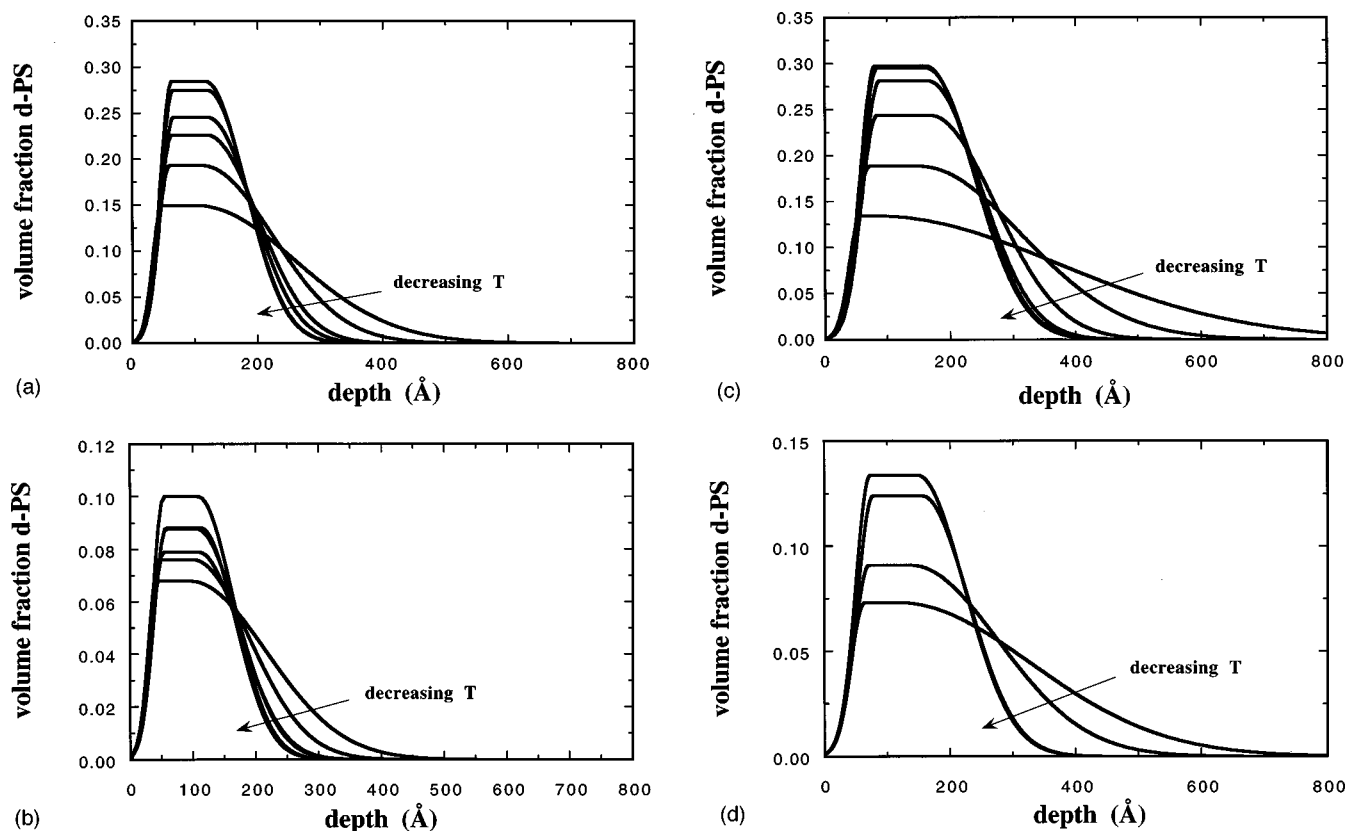 0.35
0.30
0.25
0.20
0.15
0.10
0.05
0.00
volume fraction d-PS
decreasing T
0 200 400 600 800
depth (Å)
(a)
0.35
0.30
0.25
0.20
0.15
0.10
0.05
0.00
volume fraction d-PS
decreasing T
0 200 400 600 800
depth (Å)
(c)
0.12
0.10
0.08
0.06
0.04
0.02
0.00
volume fraction d-PS
decreasing T
0 100 200 300 400 500 600 700 800
depth (Å)
(b)
0.15
0.10
0.05
0.00
volume fraction d-PS
decreasing T
0 200 400 600 800
depth (Å)
(d)